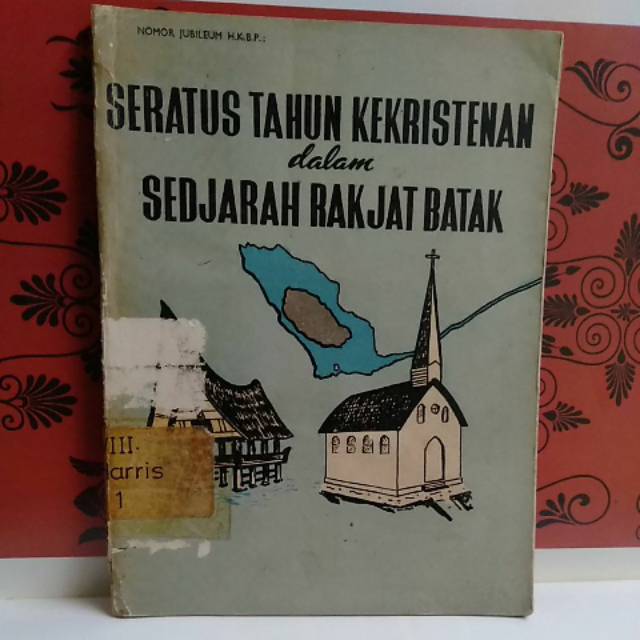 NOMOR JUBILEUM H.K.B.P.:
SERATUS TAHUN KEKRISTENAN
dalam
SEDJARAH RAKJAT BATAK
VIII.
Harris
1